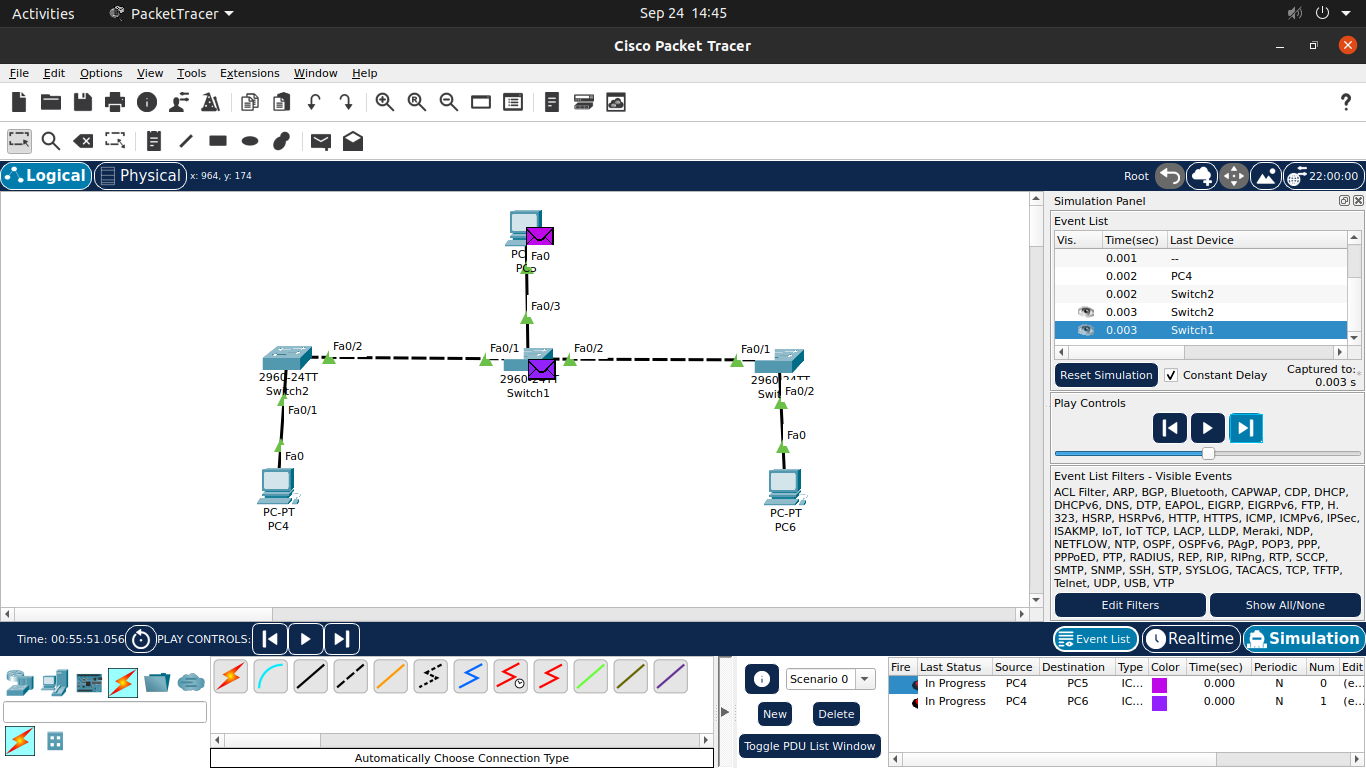 Activities PacketTracer Sep 24 14:45
Cisco Packet Tracer
File Edit Options View Tools Extensions Window Help
Logical Physical x: 964, y: 174 Root 22:00:00
Simulation Panel
Event List
Vis. Time(sec) Last Device
0.001 --
0.002 PC4
0.002 Switch2
0.003 Switch2
0.003 Switch1
Reset Simulation Constant Delay Captured to:
0.003 s
Play Controls
Event List Filters - Visible Events
ACL Filter, ARP, BGP, Bluetooth, CAPWAP, CDP, DHCP,
DHCPv6, DNS, DTP, EAPOL, EIGRP, EIGRPv6, FTP, H.
323, HSRP, HSRPv6, HTTP, HTTPS, ICMP, ICMPv6, IPSec,
ISAKMP, IoT, IoT TCP, LACP, LLDP, Meraki, NDP,
NETFLOW, NTP, OSPF, OSPFv6, PAgP, POP3, PPP,
PPPoED, PTP, RADIUS, REP, RIP, RIPng, RTP, SCCP,
SMTP, SNMP, SSH, STP, SYSLOG, TACACS, TCP, TFTP,
Telnet, UDP, USB, VTP
Edit Filters Show All/None
PC Fa0
Fa0/3
Fa0/2 Fa0/1 Fa0/2 Fa0/1
2960-24TT
Switch2
Fa0/1
Fa0
PC-PT
PC4
2960-24TT
Switch1
2960-24TT
Swit Fa0/2
Fa0
PC-PT
PC6
Time: 00:55:51.056 PLAY CONTROLS: Event List Realtime Simulation
Automatically Choose Connection Type
Scenario 0
New Delete
Toggle PDU List Window
Fire Last Status Source Destination Type Color Time(sec) Periodic Num Edit
In Progress PC4 PC5 IC... 0.000 N 0 (e...
In Progress PC4 PC6 IC... 0.000 N 1 (e...